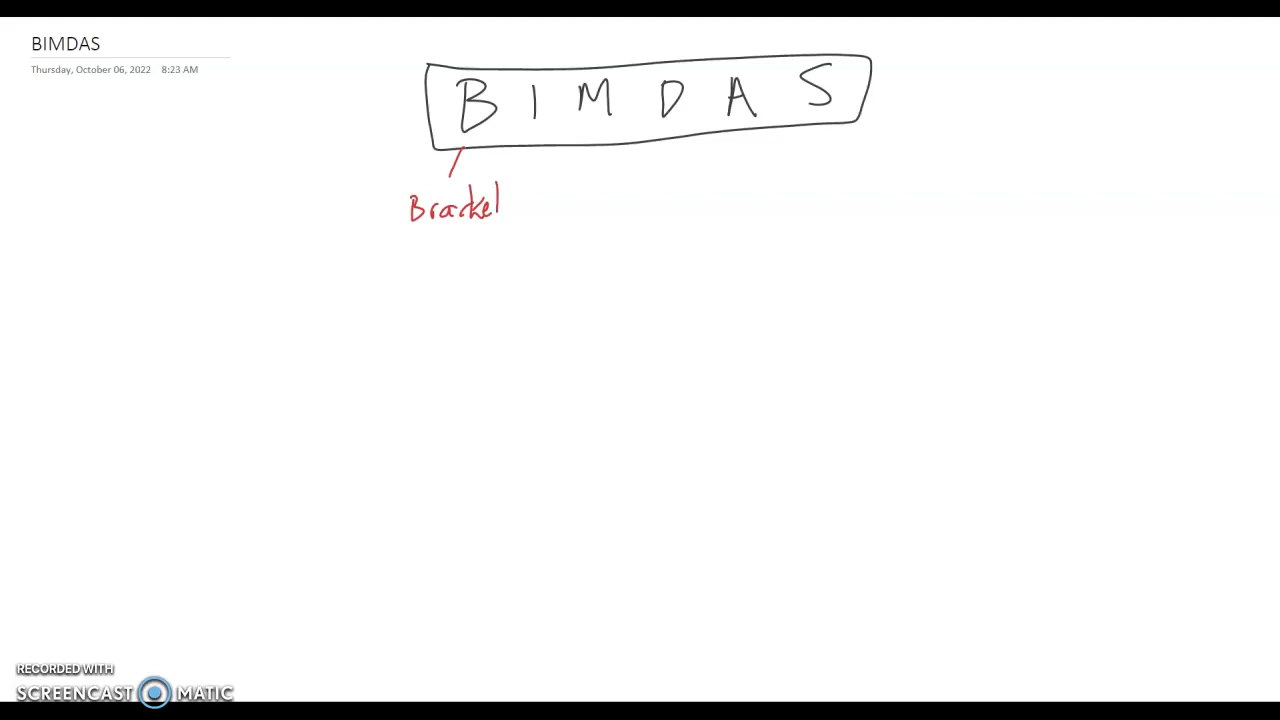 BIMDAS
Thursday, October 06, 2022 8:23 AM
B I M D A S
Bracket
RECORDED WITH
SCREENCAST MATIC